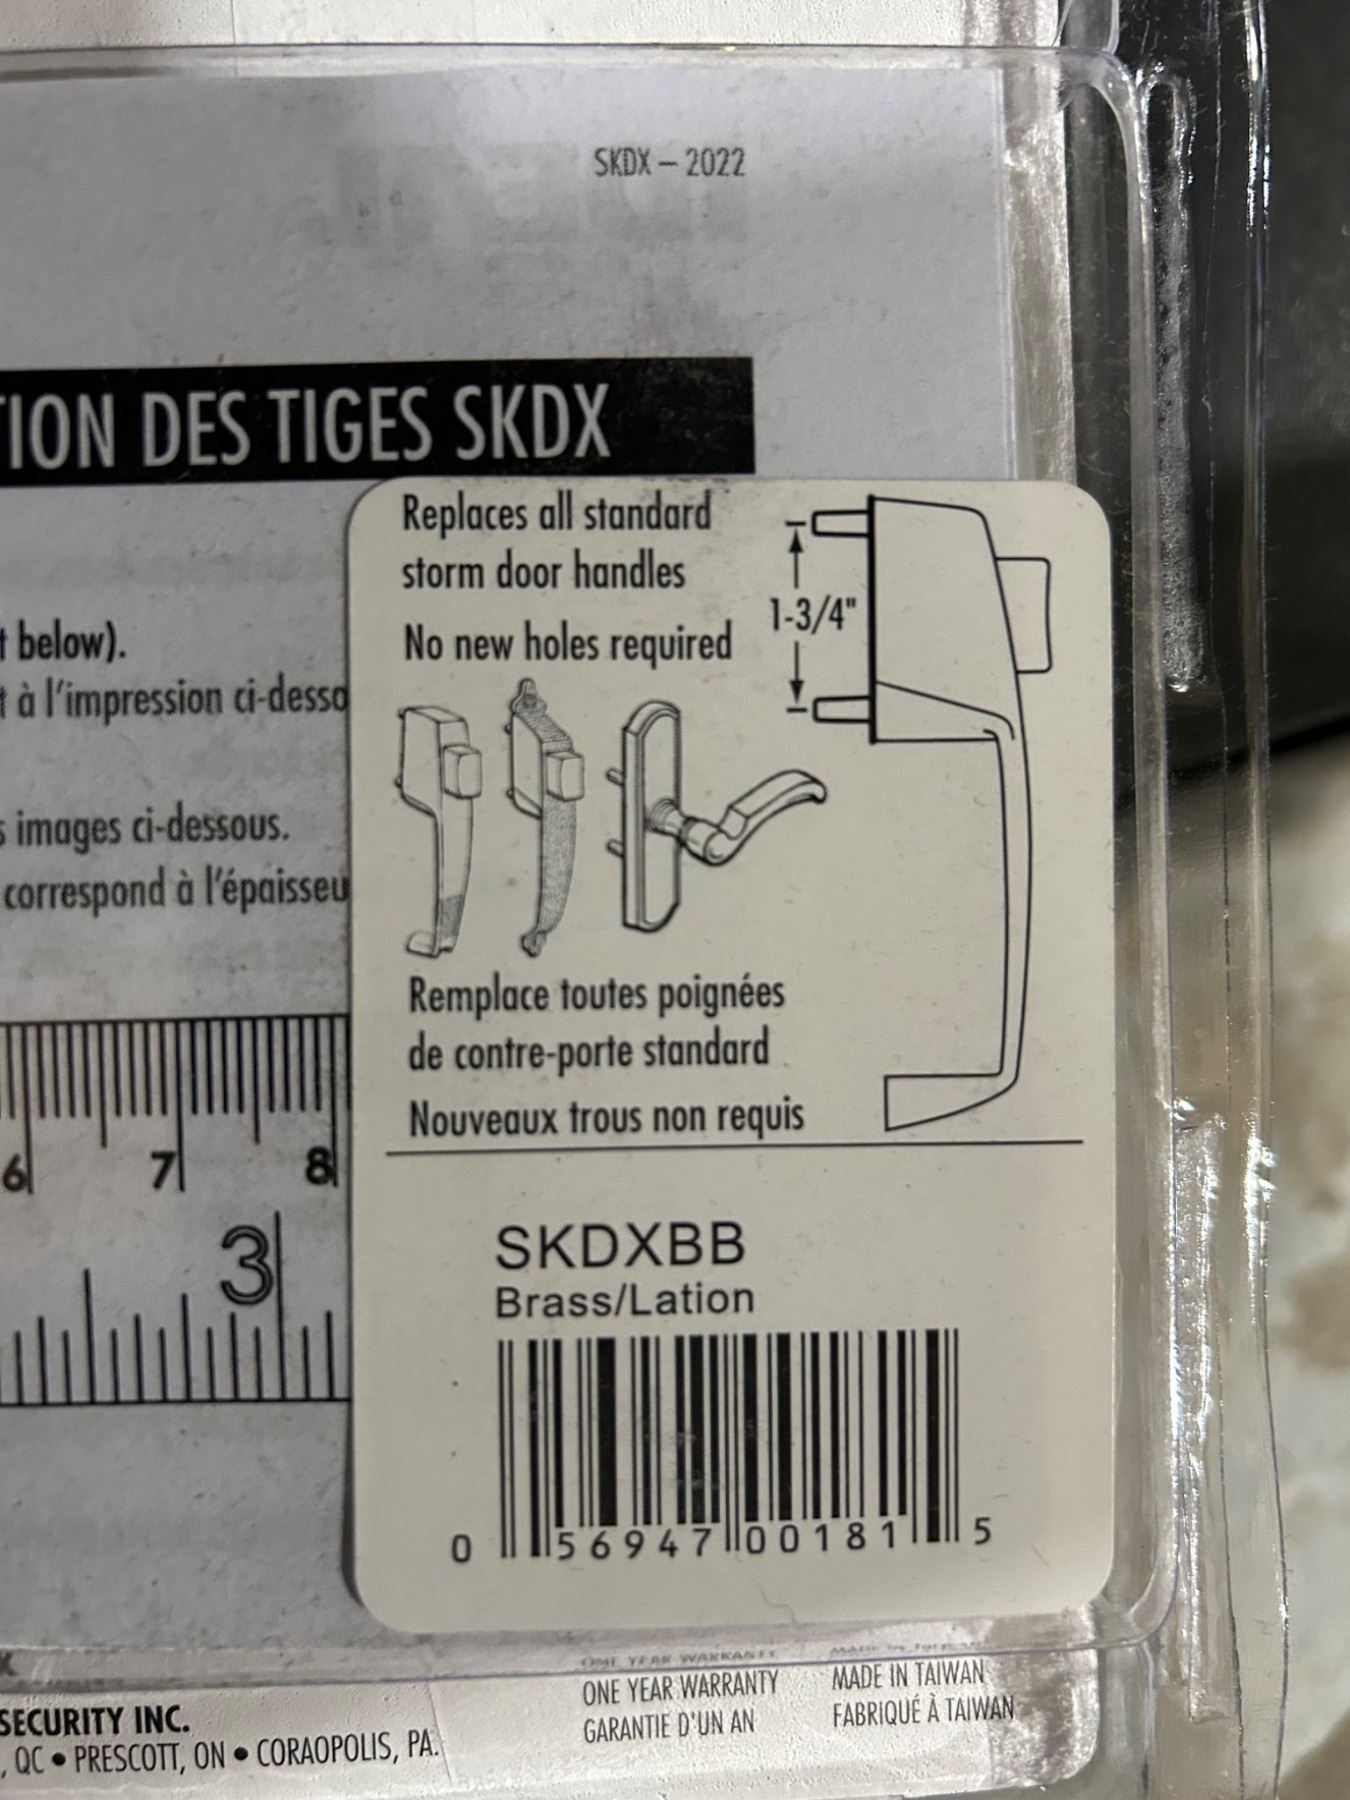 SKDX – 2022
TION DES TIGES SKDX
t below).
t à l'impression ci-desso
s images ci-dessous.
correspond à l'épaisseu
Replaces all standard
storm door handles
No new holes required
1-3/4"
Remplace toutes poignées
de contre-porte standard
Nouveaux trous non requis
6 7 8
3
SKDXBB
Brass/Lation
0 56947 00181 5
SECURITY INC.
, QC • PRESCOTT, ON • CORAOPOLIS, PA.
ONE YEAR WARRANTY
GARANTIE D'UN AN
MADE IN TAIWAN
FABRIQUÉ À TAIWAN